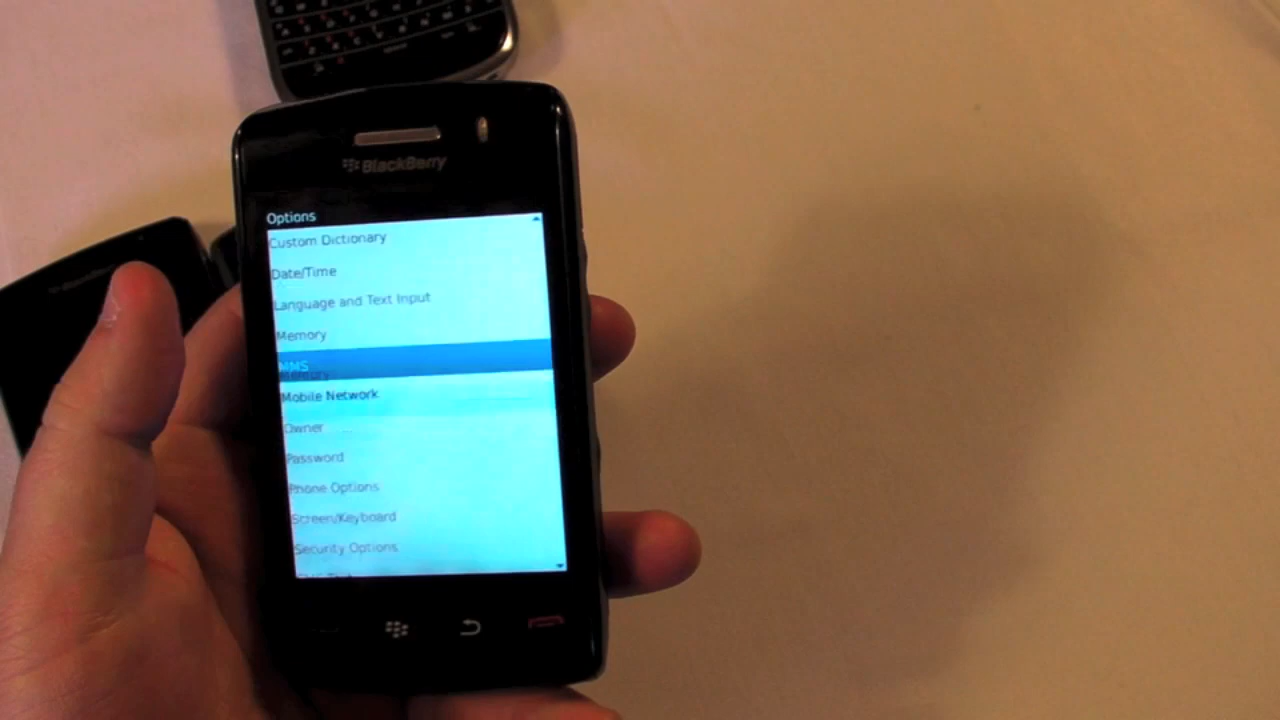 BlackBerry
Options
Custom Dictionary
Date/Time
Language and Text Input
Memory
MMS
Mobile Network
Owner
Password
Phone Options
Screen/Keyboard
Security Options